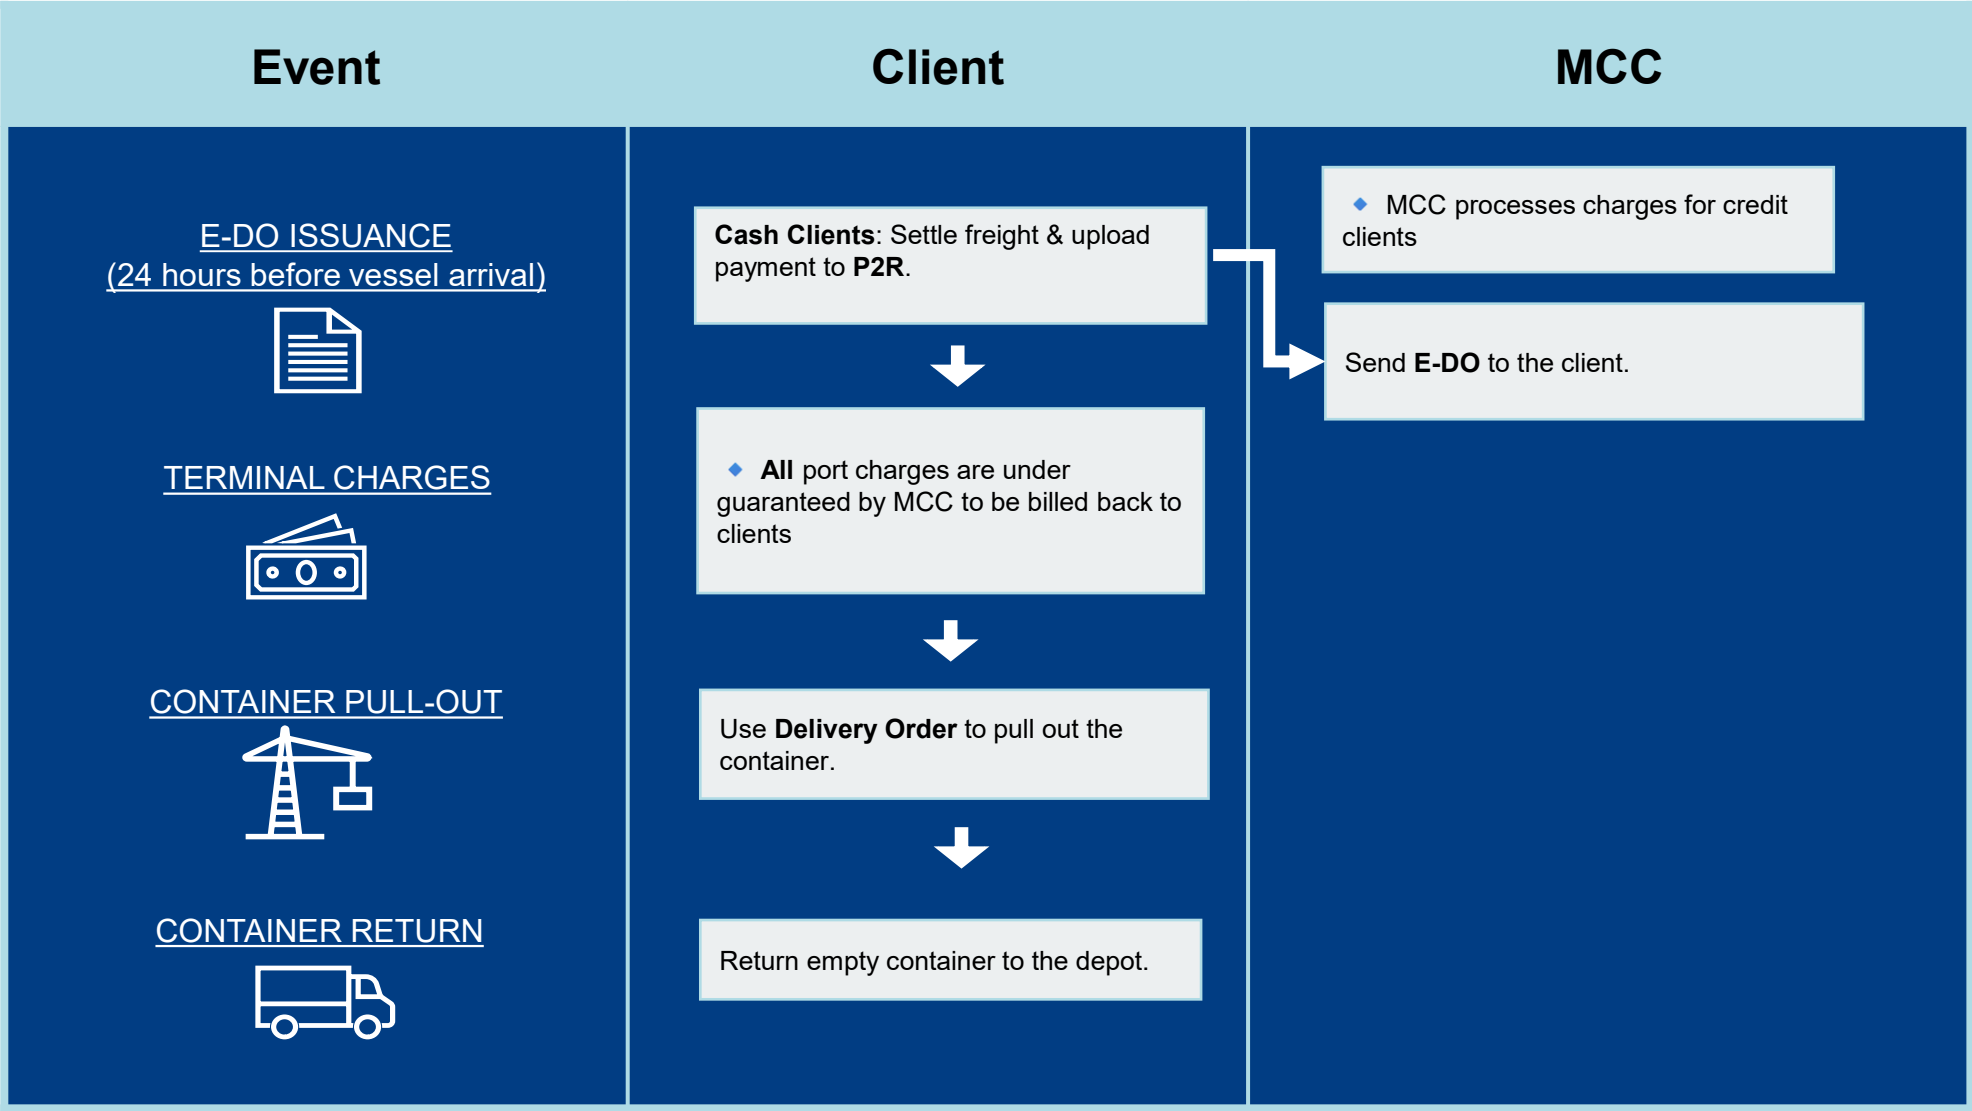 Event
Client
MCC
E-DO ISSUANCE
(24 hours before vessel arrival)
Cash Clients: Settle freight & upload
payment to P2R.
MCC processes charges for credit
clients
Send E-DO to the client.
TERMINAL CHARGES
All port charges are under
guaranteed by MCC to be billed back to
clients
CONTAINER PULL-OUT
Use Delivery Order to pull out the
container.
CONTAINER RETURN
Return empty container to the depot.